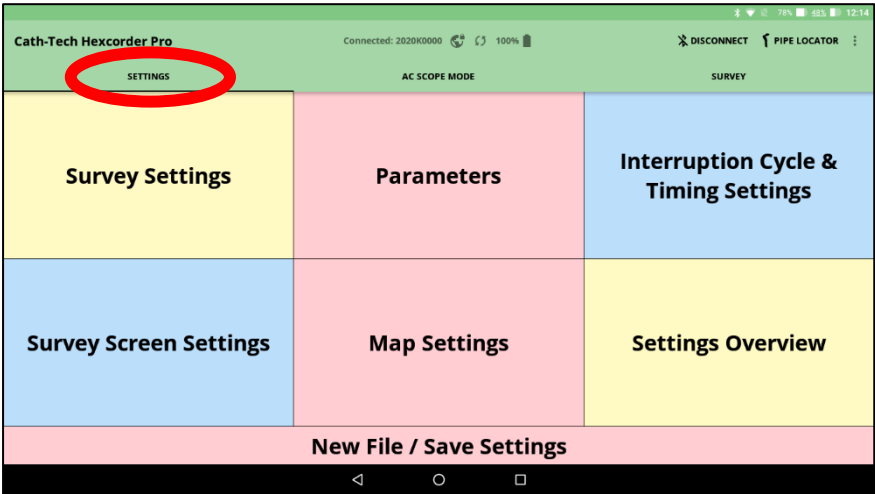 78% 48% 12:14
Cath-Tech Hexcorder Pro Connected: 2020K0000 100% DISCONNECT PIPE LOCATOR
SETTINGS AC SCOPE MODE SURVEY
Survey Settings
Parameters
Interruption Cycle &
Timing Settings
Survey Screen Settings
Map Settings
Settings Overview
New File / Save Settings